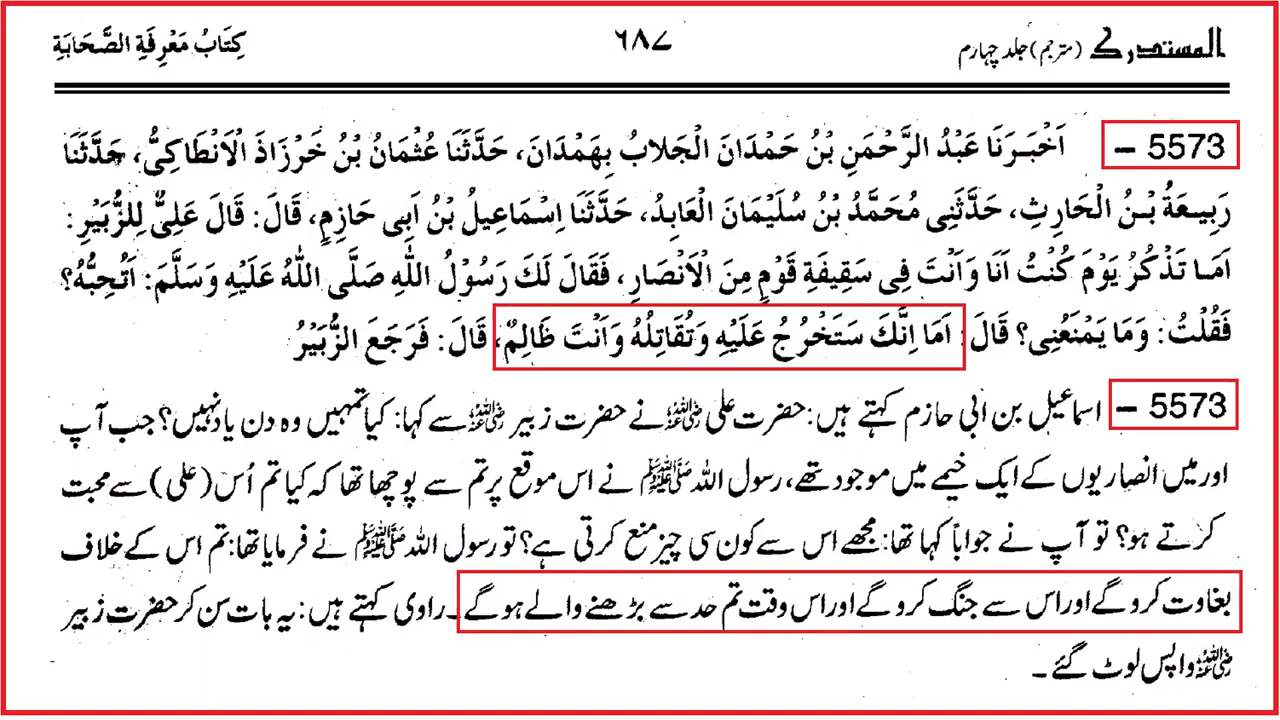 المستدرک (مترجم) جلد چہارم ٦٨٧ كِتَابُ مَعْرِفَةِ الصَّحَابَةِ
5573 – اَخْبَرَنَا عَبْدُ الرَّحْمَنِ بْنُ حَمْدَانَ الْجَلابُ بِهَمْدَانَ، حَدَّثَنَا عُثْمَانُ بْنُ خَرْزَاذَ الْاَنْطَاكِىُّ، حَدَّثَنَا
رَبِيعَةُ بْنُ الْحَارِثِ، حَدَّثَنِى مُحَمَّدُ بْنُ سُلَيْمَانَ الْعَابِدُ، حَدَّثَنَا اِسْمَاعِيلُ بْنُ اَبِى حَازِمٍ، قَالَ: قَالَ عَلِىٌّ لِلزُّبَيْرِ:
اَمَا تَذْكُرُ يَوْمَ كُنْتُ اَنَا وَاَنْتَ فِى سَقِيفَةِ قَوْمٍ مِنَ الْاَنْصَارِ، فَقَالَ لَكَ رَسُوْلُ اللّٰهِ صَلَّى اللّٰهُ عَلَيْهِ وَسَلَّمَ: اَتُحِبُّهُ؟
فَقُلْتُ: وَمَا يَمْنَعُنِى؟ قَالَ: اَمَا اِنَّكَ سَتَخْرُجُ عَلَيْهِ وَتُقَاتِلُهُ وَاَنْتَ ظَالِمٌ، قَالَ: فَرَجَعَ الزُّبَيْرُ
5573 – اسماعیل بن ابی حازم کہتے ہیں: حضرت علی رضی اللہ عنہ نے حضرت زبیر رضی اللہ عنہ سے کہا: کیا تمہیں وہ دن یاد نہیں؟ جب آپ
اور میں انصاریوں کے ایک خیمے میں موجود تھے، رسول اللہ ﷺ نے اس موقع پر تم سے پوچھا تھا کہ کیا تم اُس (علی) سے محبت
کرتے ہو؟ تو آپ نے جواباً کہا تھا: مجھے اس سے کون سی چیز منع کرتی ہے؟ تو رسول اللہ ﷺ نے فرمایا تھا: تم اس کے خلاف
بغاوت کرو گے اور اس سے جنگ کرو گے اور اس وقت تم حد سے بڑھنے والے ہو گے۔ راوی کہتے ہیں: یہ بات سن کر حضرت زبیر
رضی اللہ عنہ واپس لوٹ گئے۔